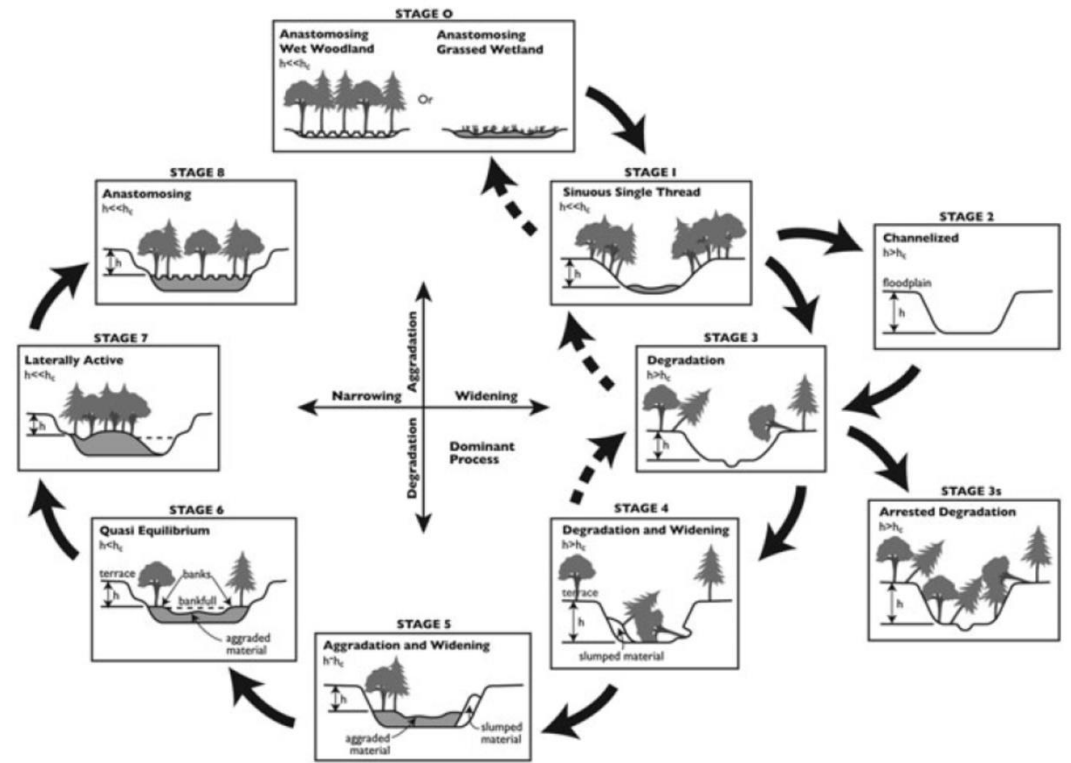 STAGE 0
Anastomosing
Wet Woodland
h<<hc
Or
Anastomosing
Grassed Wetland
STAGE 1
Sinuous Single Thread
h<<hc
h
STAGE 2
Channelized
h>hc
floodplain
h
STAGE 3
Degradation
h>hc
h
STAGE 3s
Arrested Degradation
h>hc
h
STAGE 4
Degradation and Widening
h>hc
terrace
h
slumped material
STAGE 5
Aggradation and Widening
h~hc
h
aggraded
material
slumped
material
STAGE 6
Quasi Equilibrium
h<hc
terrace
banks
h
bankfull
aggraded
material
STAGE 7
Laterally Active
h<<hc
h
STAGE 8
Anastomosing
h<<hc
h
Aggradation
Narrowing
Widening
Degradation
Dominant
Process